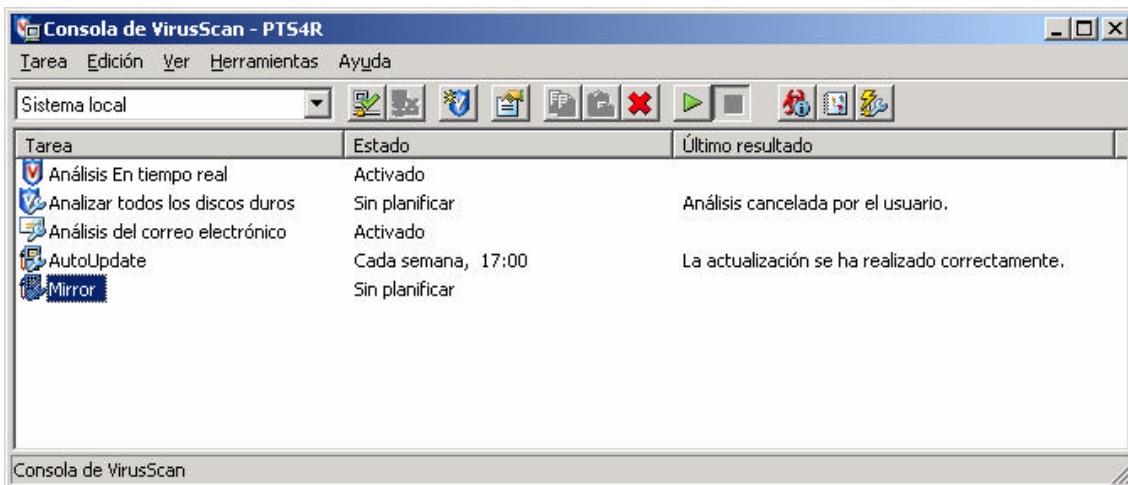 Consola de VirusScan - PTS4R
Tarea Edición Ver Herramientas Ayuda
Sistema local
Tarea Estado Último resultado
Análisis En tiempo real Activado
Analizar todos los discos duros Sin planificar Análisis cancelada por el usuario.
Análisis del correo electrónico Activado
AutoUpdate Cada semana, 17:00 La actualización se ha realizado correctamente.
Mirror Sin planificar
Consola de VirusScan